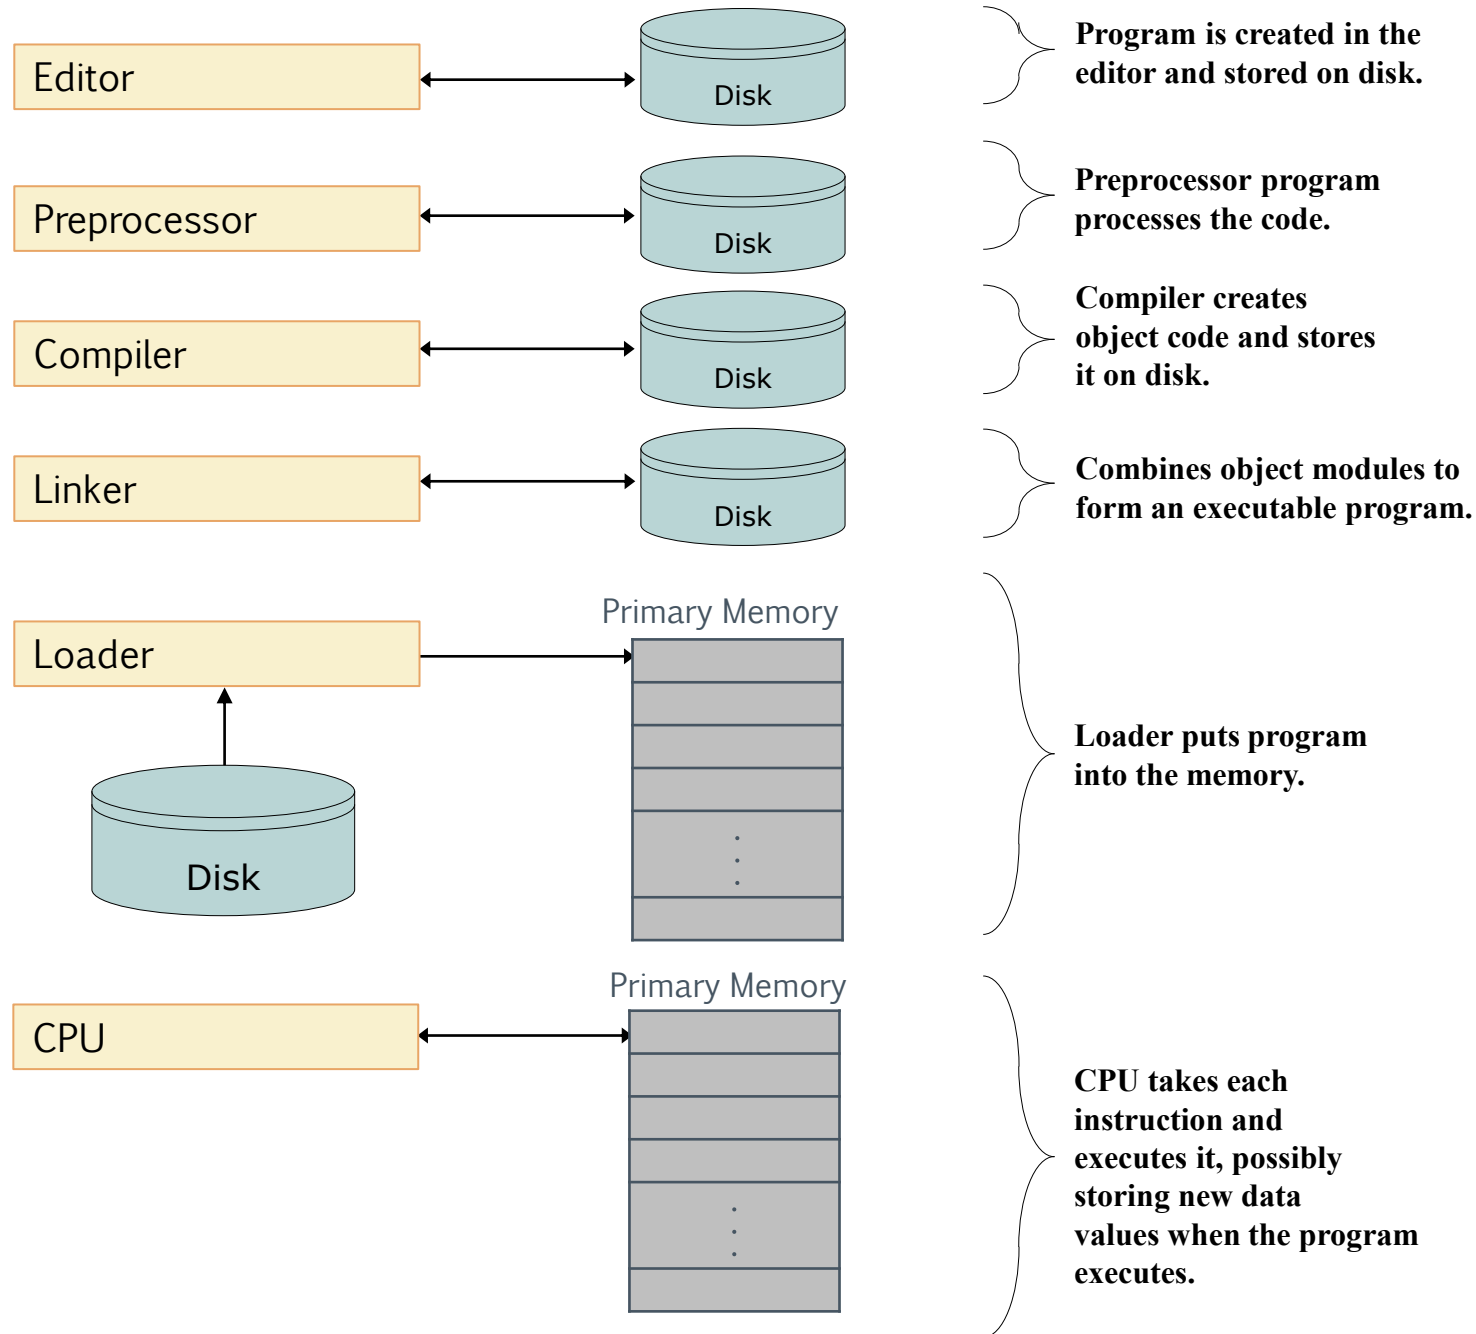 Editor
Disk
Program is created in the
editor and stored on disk.
Preprocessor
Disk
Preprocessor program
processes the code.
Compiler
Disk
Compiler creates
object code and stores
it on disk.
Linker
Disk
Combines object modules to
form an executable program.
Loader
Primary Memory
Disk
Loader puts program
into the memory.
CPU
Primary Memory
CPU takes each
instruction and
executes it, possibly
storing new data
values when the program
executes.